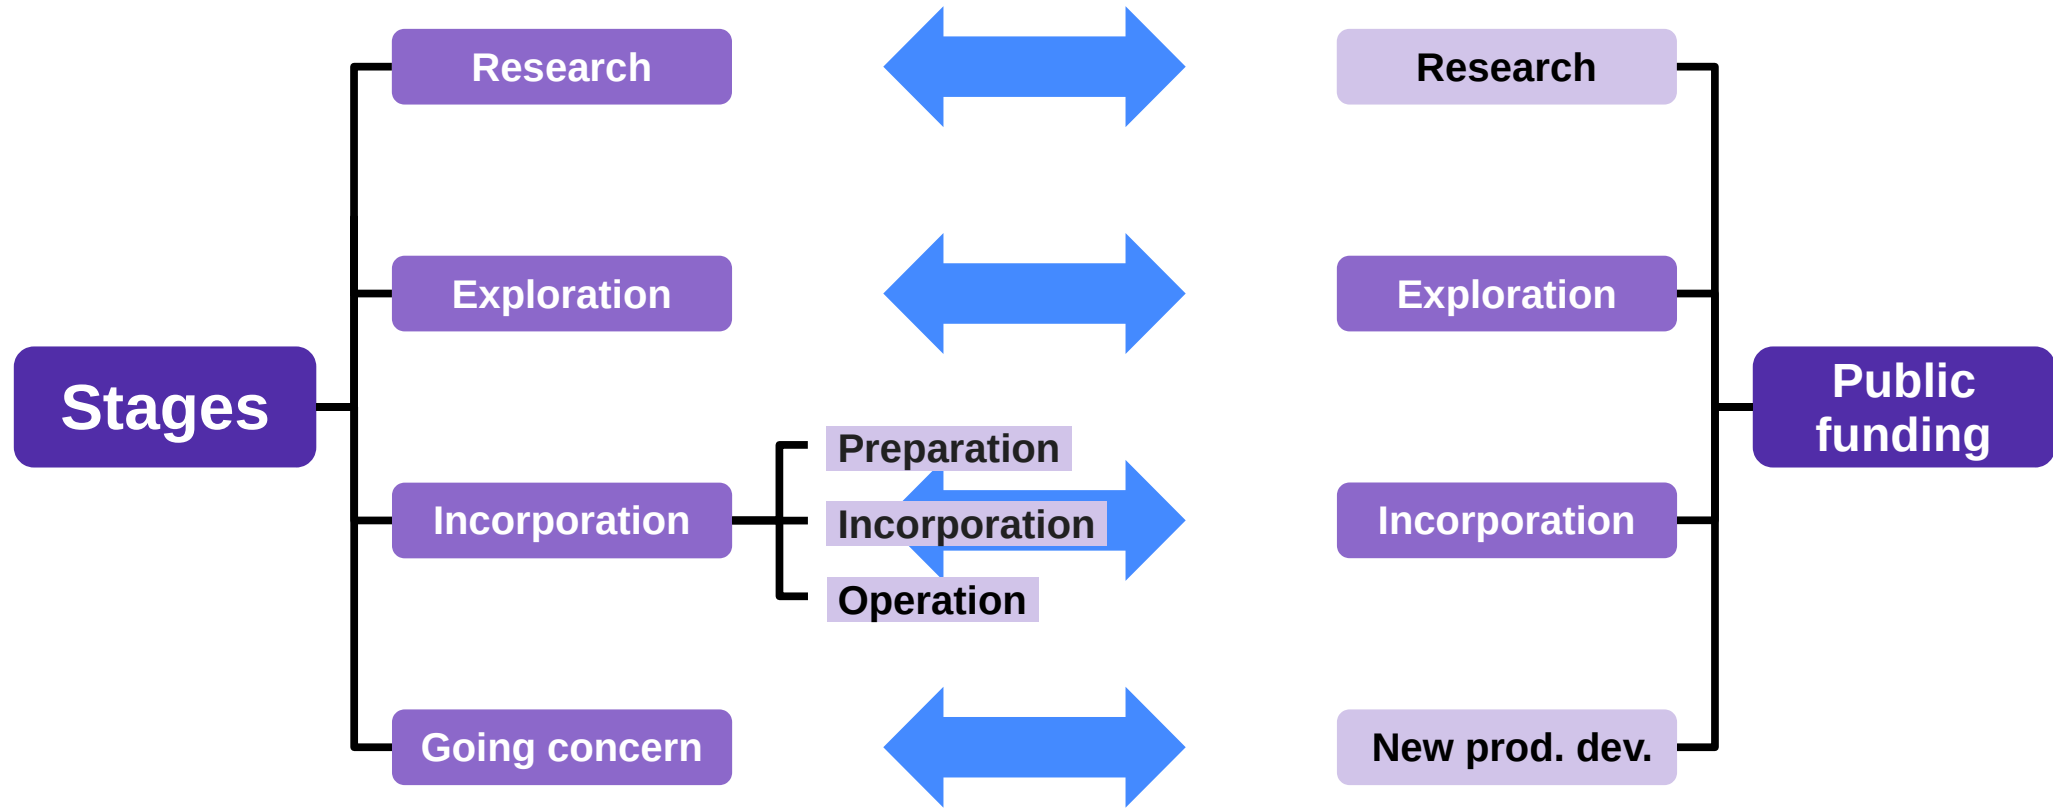 Research
Research
Exploration
Exploration
Stages
Public
funding
Preparation
Incorporation
Incorporation
Incorporation
Operation
Going concern
New prod. dev.